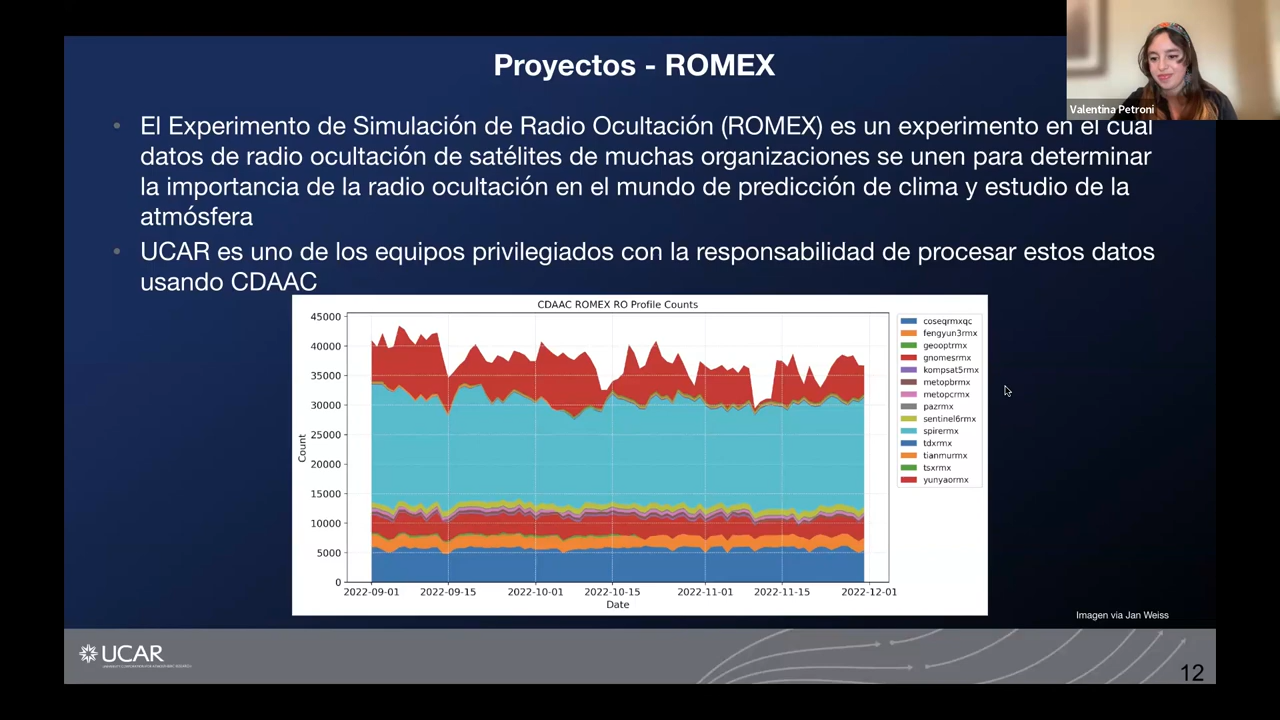 Proyectos - ROMEX
Valentina Petroni
El Experimento de Simulación de Radio Ocultación (ROMEX) es un experimento en el cual
datos de radio ocultación de satélites de muchas organizaciones se unen para determinar
la importancia de la radio ocultación en el mundo de predicción de clima y estudio de la
atmósfera
UCAR es uno de los equipos privilegiados con la responsabilidad de procesar estos datos
usando CDAAC
CDAAC ROMEX RO Profile Counts
45000
40000
35000
30000
25000
20000
15000
10000
5000
0
Count
2022-09-01 2022-09-15 2022-10-01 2022-10-15 2022-11-01 2022-11-15 2022-12-01
Date
coseqrmxqc
fengyun3rmx
geooptrmx
gnomesrmx
kompsat5rmx
metopbrmx
metopcrmx
pazrmx
sentinel6rmx
spirermx
tdxrmx
tianmurmx
tsxrmx
yunyaormx
Imagen via Jan Weiss
UCAR
12